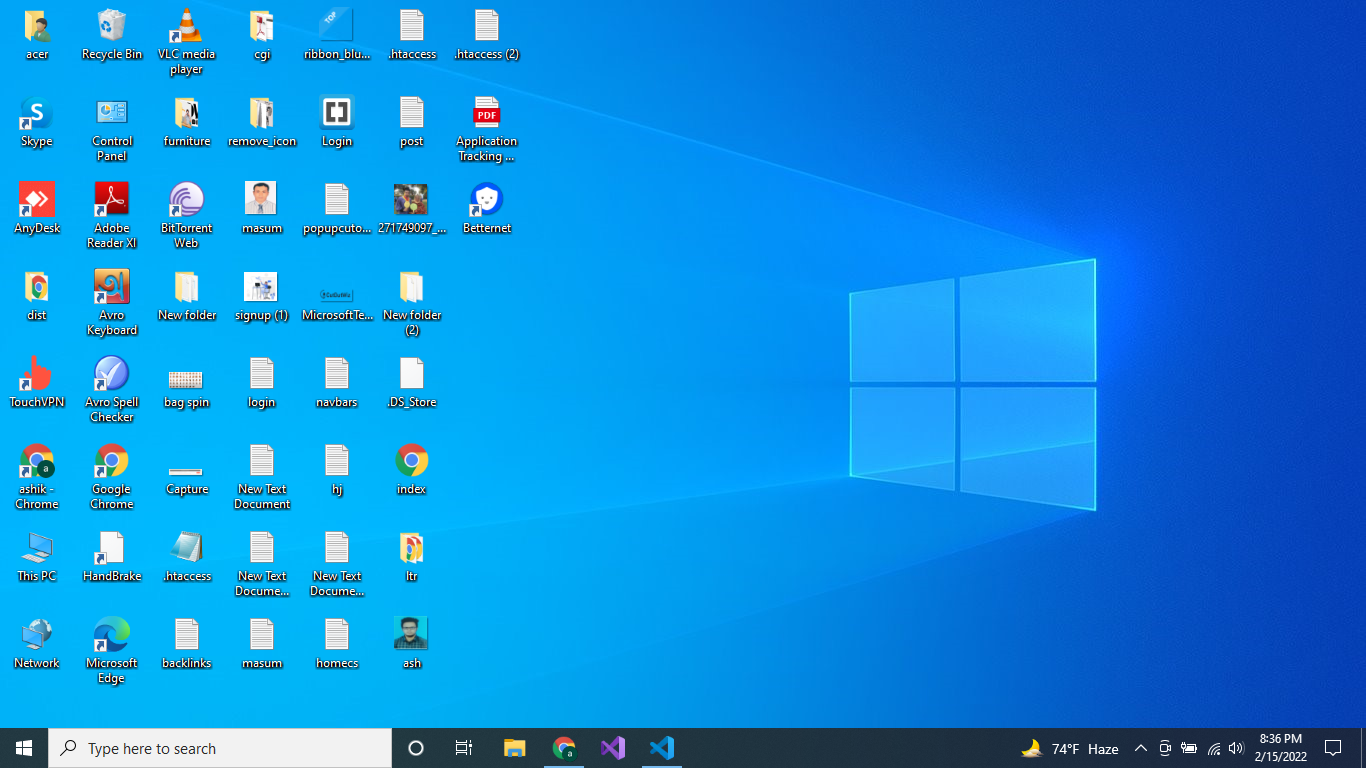 acer
Recycle Bin
VLC media
player
cgi
ribbon_blu...
.htaccess
.htaccess (2)
TOP
Skype
Control
Panel
furniture
remove_icon
Login
post
Application
Tracking ...
PDF
AnyDesk
Adobe
Reader XI
BitTorrent
Web
masum
popupcuto...
271749097_...
Betternet
dist
Avro
Keyboard
New folder
signup (1)
MicrosoftTe...
New folder
(2)
TouchVPN
Avro Spell
Checker
bag spin
login
navbars
.DS_Store
ashik -
Chrome
Google
Chrome
Capture
New Text
Document
hj
index
This PC
HandBrake
.htaccess
New Text
Docume...
New Text
Docume...
ltr
Network
Microsoft
Edge
backlinks
masum
homecs
ash
Type here to search
74°F Haze
8:36 PM
2/15/2022